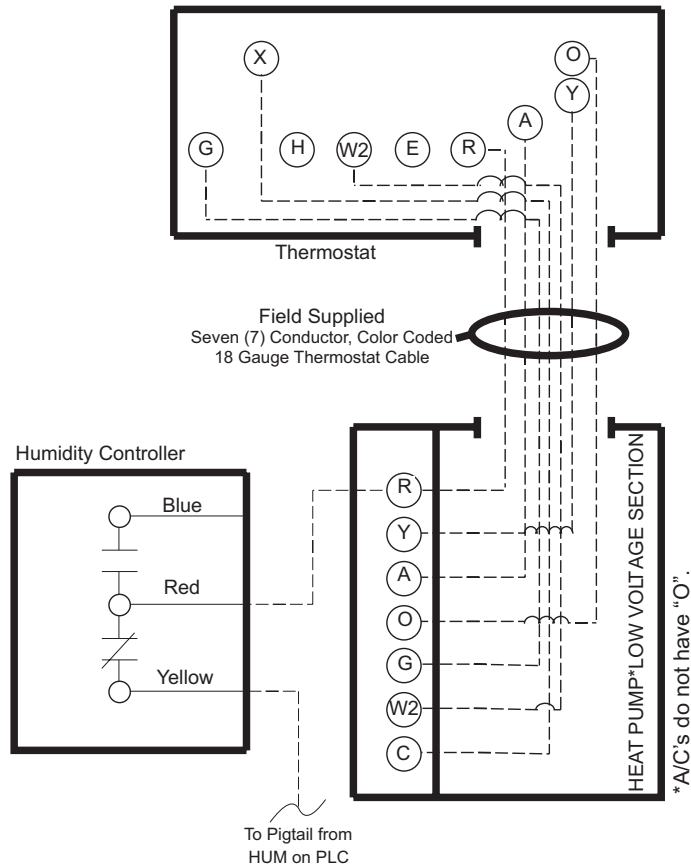 X
O
Y
A
G
H
W2
E
R
Thermostat
Field Supplied
Seven (7) Conductor, Color Coded
18 Gauge Thermostat Cable
Humidity Controller
Blue
Red
Yellow
To Pigtail from
HUM on PLC
R
Y
A
O
G
W2
C
HEAT PUMP*LOW VOLTAGE SECTION
*A/C's do not have “O”.